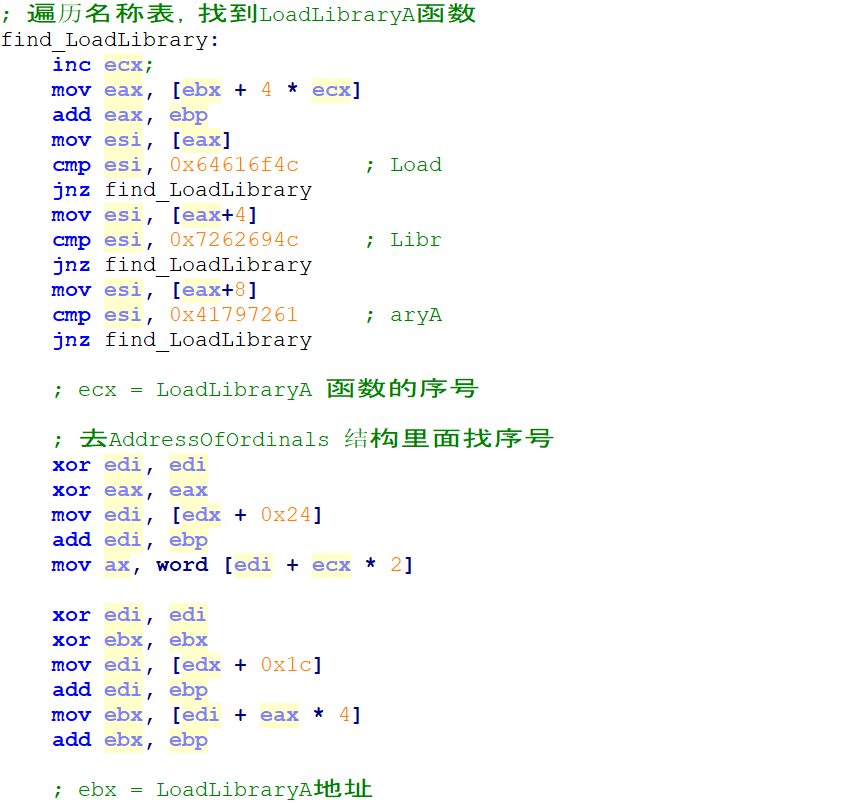 ; 遍历名称表，找到LoadLibraryA函数
find_LoadLibrary:
    inc ecx;
    mov eax, [ebx + 4 * ecx]
    add eax, ebp
    mov esi, [eax]
    cmp esi, 0x64616f4c     ; Load
    jnz find_LoadLibrary
    mov esi, [eax+4]
    cmp esi, 0x7262694c     ; Libr
    jnz find_LoadLibrary
    mov esi, [eax+8]
    cmp esi, 0x41797261     ; aryA
    jnz find_LoadLibrary
    ; ecx = LoadLibraryA 函数的序号
    ; 去AddressOfOrdinals 结构里面找序号
    xor edi, edi
    xor eax, eax
    mov edi, [edx + 0x24]
    add edi, ebp
    mov ax, word [edi + ecx * 2]
    xor edi, edi
    xor ebx, ebx
    mov edi, [edx + 0x1c]
    add edi, ebp
    mov ebx, [edi + eax * 4]
    add ebx, ebp
    ; ebx = LoadLibraryA地址